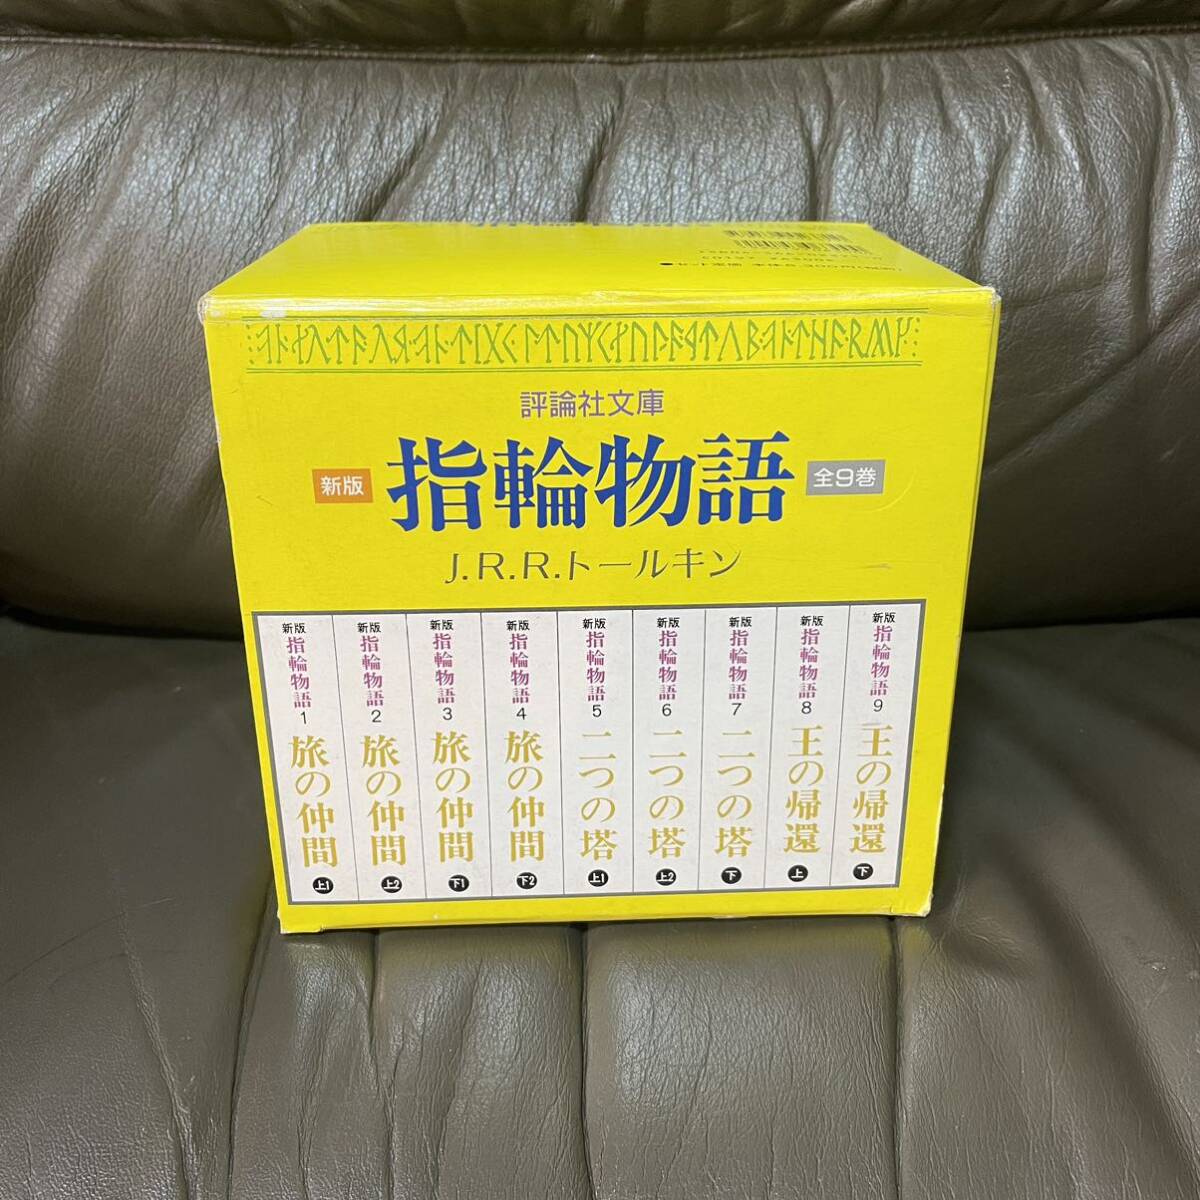 評論社文庫
新版
指輪物語
全9巻
J.R.R.トールキン
新版 指輪物語 1 旅の仲間 上1
新版 指輪物語 2 旅の仲間 上2
新版 指輪物語 3 旅の仲間 下1
新版 指輪物語 4 旅の仲間 下2
新版 指輪物語 5 二つの塔 上1
新版 指輪物語 6 二つの塔 上2
新版 指輪物語 7 二つの塔 下
新版 指輪物語 8 王の帰還 上
新版 指輪物語 9 王の帰還 下